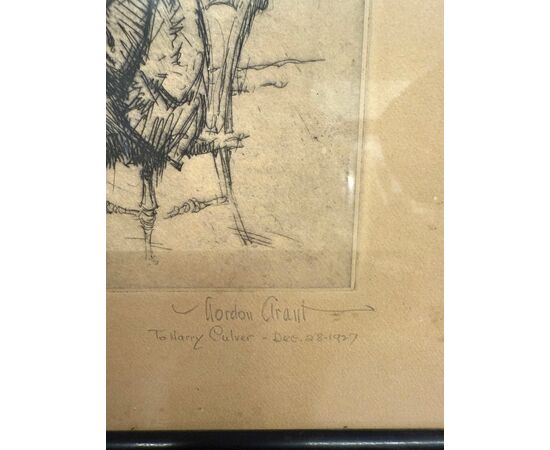 Gordon Grant
To Harry Culver - Dec. 28-1927